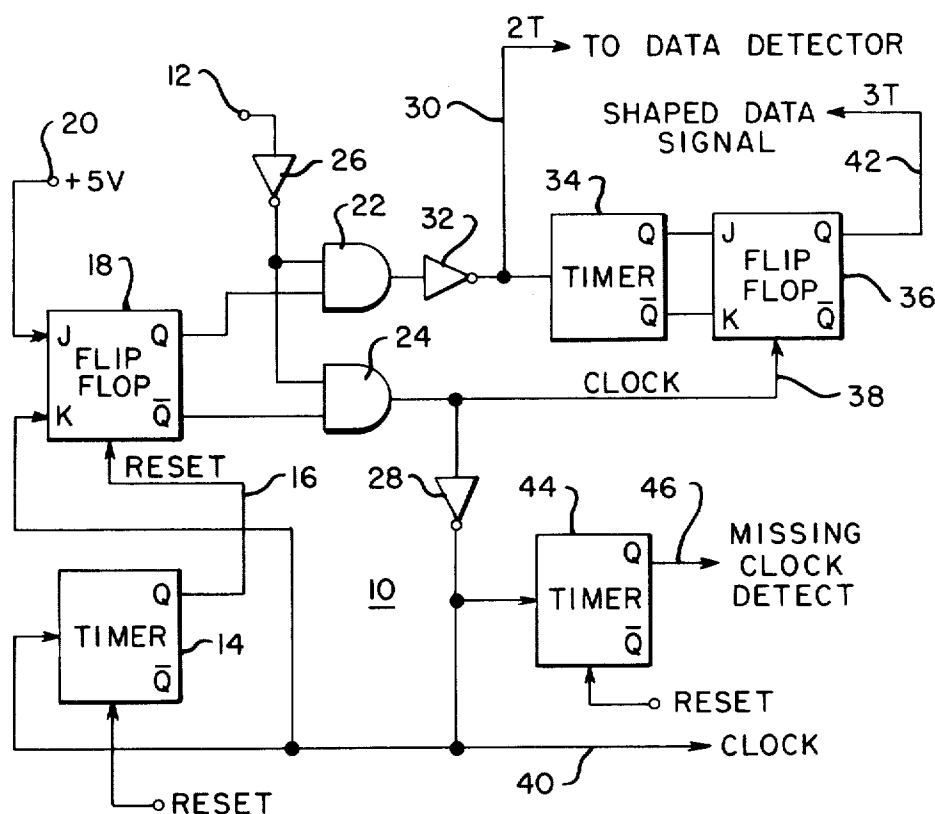 2T
TO DATA DETECTOR
12
30
SHAPED DATA
SIGNAL
3T
20
+5V
26
22
32
34
42
18
J
Q
FLIP
FLOP
K
Q̅
TIMER
Q
Q̅
J
Q
FLIP
FLOP
K
Q̅
36
24
CLOCK
38
RESET
16
28
44
46
MISSING
CLOCK
DETECT
Q
TIMER
Q̅
14
10
Q
TIMER
Q̅
RESET
CLOCK
40
RESET